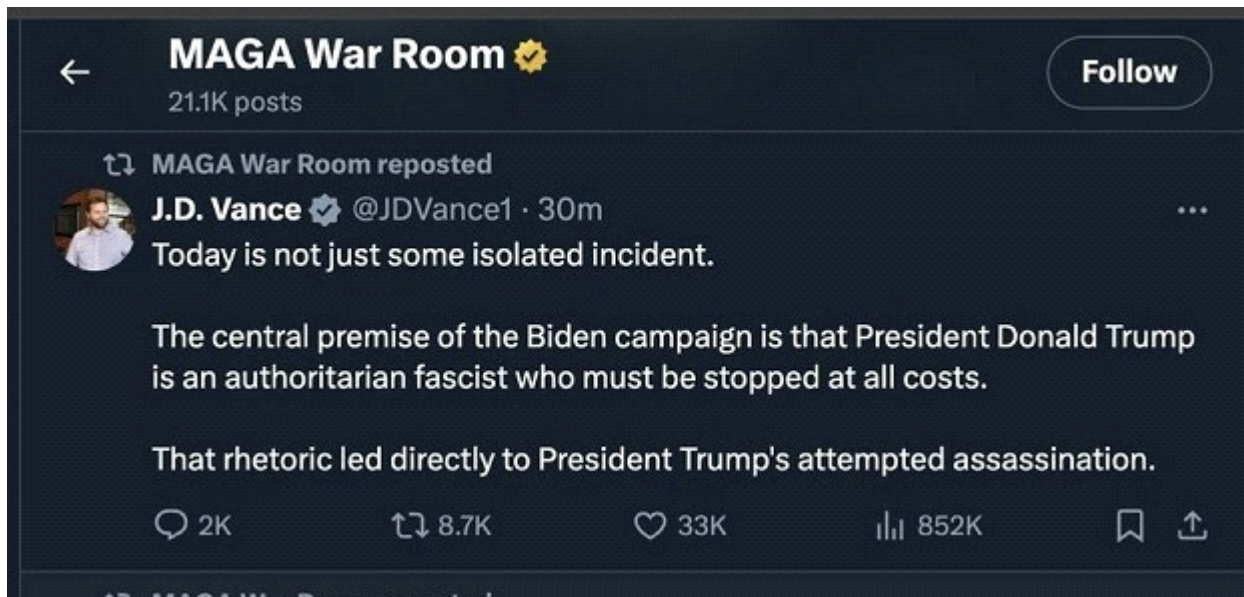 MAGA War Room
21.1K posts
Follow
MAGA War Room reposted
J.D. Vance @JDVance1 · 30m
Today is not just some isolated incident.
The central premise of the Biden campaign is that President Donald Trump
is an authoritarian fascist who must be stopped at all costs.
That rhetoric led directly to President Trump's attempted assassination.
2K 8.7K 33K 852K